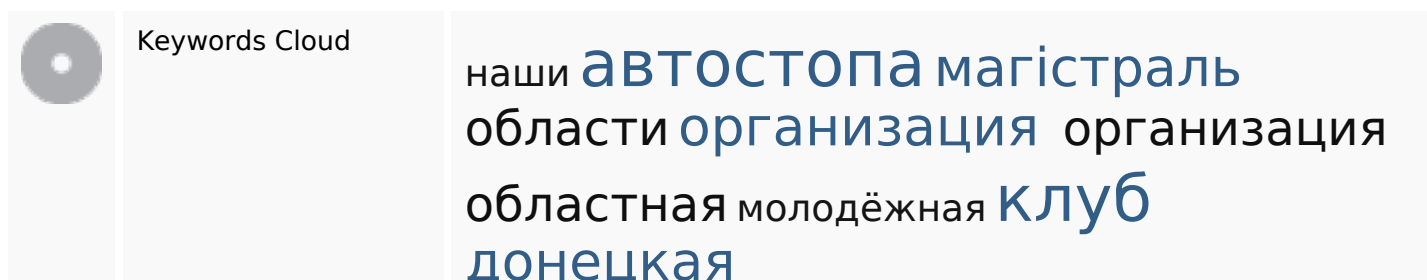 Keywords Cloud
наши автостопа магістраль
области организация организация
областная молодёжная клуб
донецкая